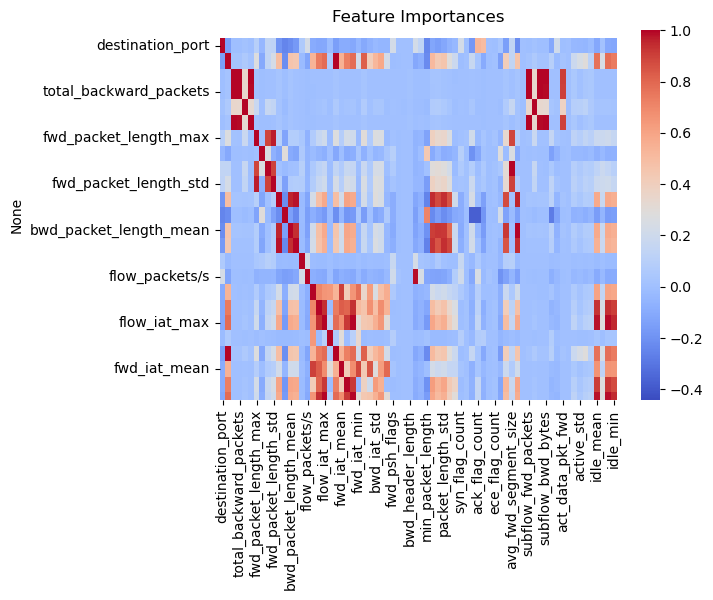 Feature Importances
None
destination_port
total_backward_packets
fwd_packet_length_max
fwd_packet_length_std
bwd_packet_length_mean
flow_packets/s
flow_iat_max
fwd_iat_mean
destination_port
total_backward_packets
fwd_packet_length_max
fwd_packet_length_std
bwd_packet_length_mean
flow_packets/s
flow_iat_max
fwd_iat_mean
fwd_iat_min
bwd_iat_std
fwd_psh_flags
bwd_header_length
min_packet_length
packet_length_std
syn_flag_count
ack_flag_count
ece_flag_count
avg_fwd_segment_size
subflow_fwd_packets
subflow_bwd_bytes
act_data_pkt_fwd
active_std
idle_mean
idle_min
1.0
0.8
0.6
0.4
0.2
0.0
−0.2
−0.4